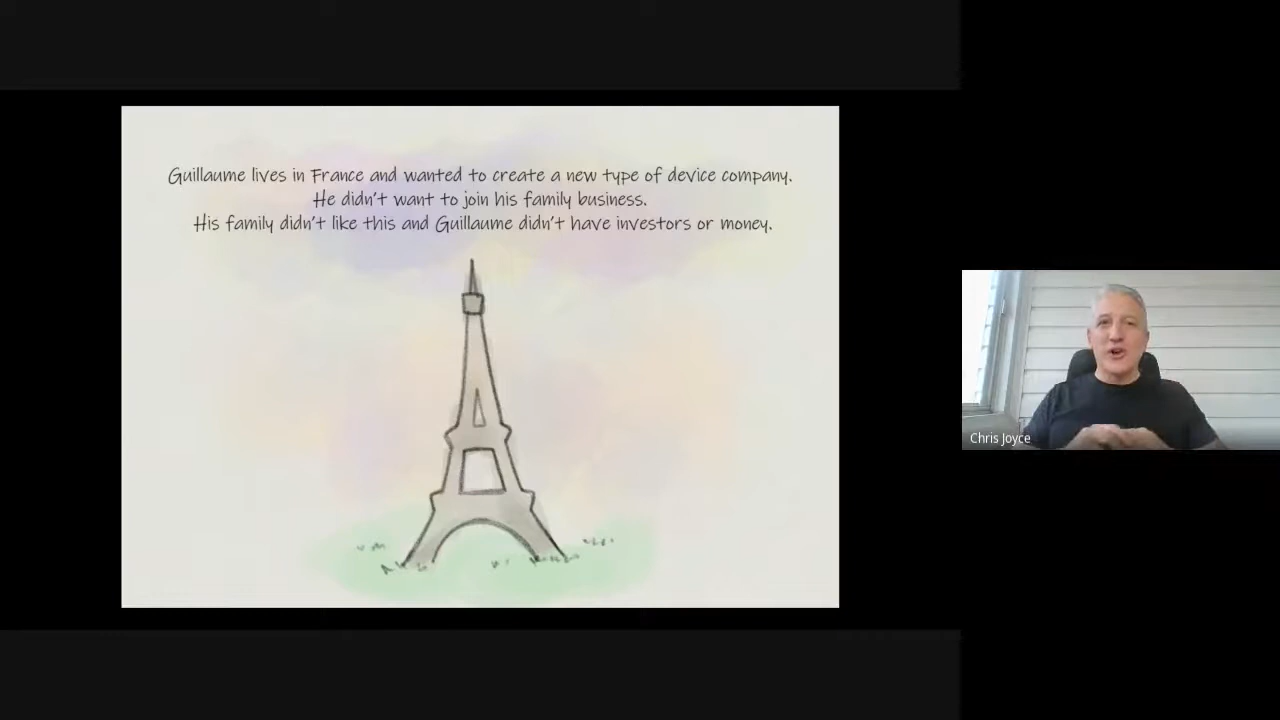 Guillaume lives in France and wanted to create a new type of device company.
He didn't want to join his family business.
His family didn't like this and Guillaume didn't have investors or money.
Chris Joyce